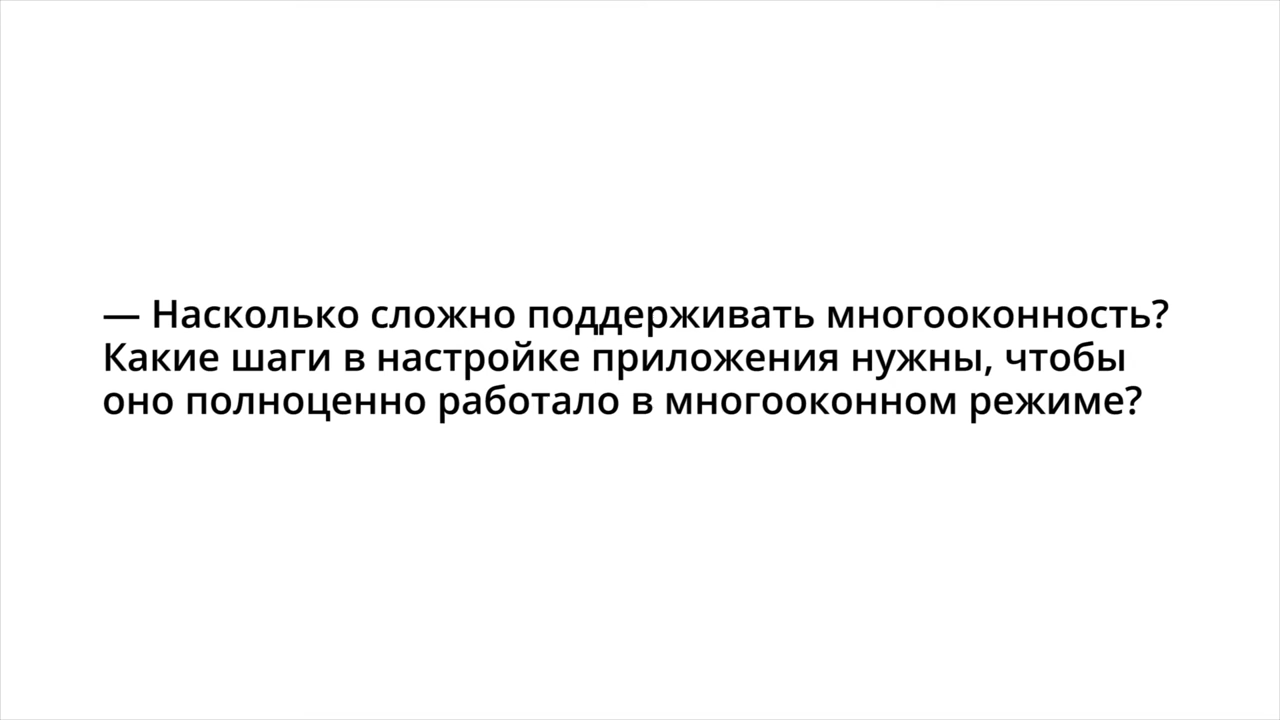 — Насколько сложно поддерживать многооконность?
Какие шаги в настройке приложения нужны, чтобы
оно полноценно работало в многооконном режиме?